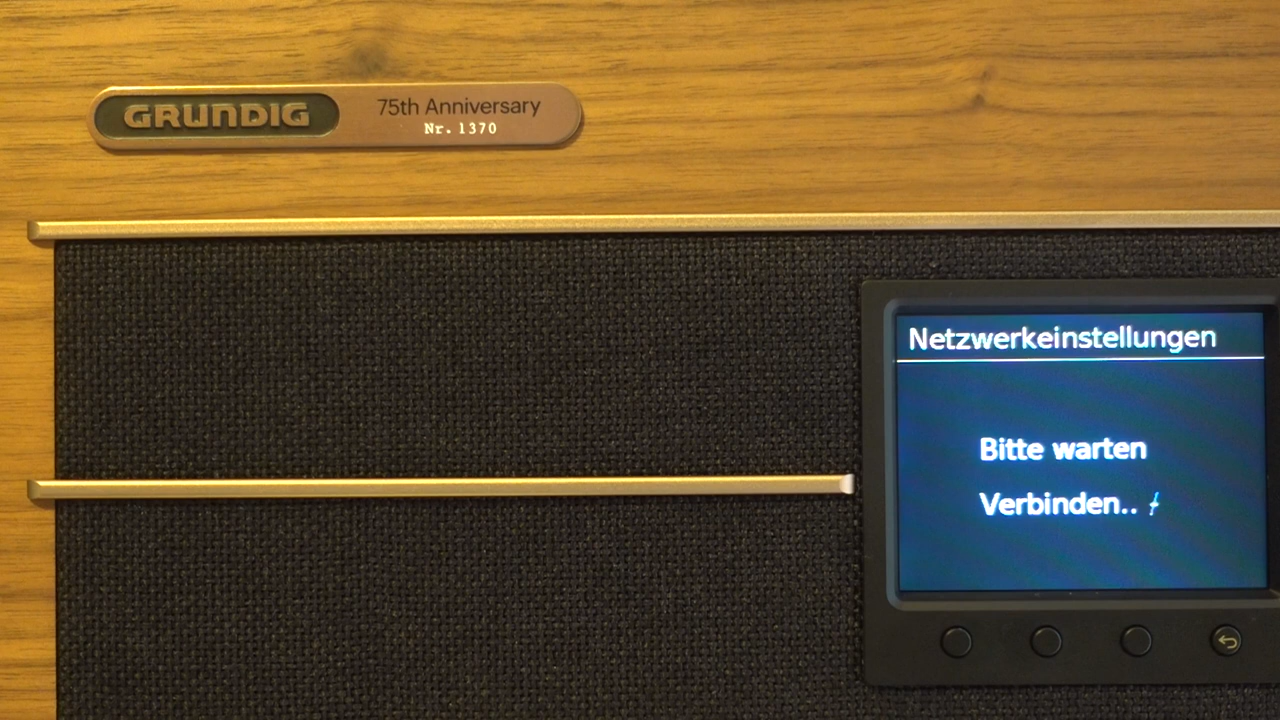 GRUNDIG
75th Anniversary
Nr. 1370
Netzwerkeinstellungen
Bitte warten
Verbinden..